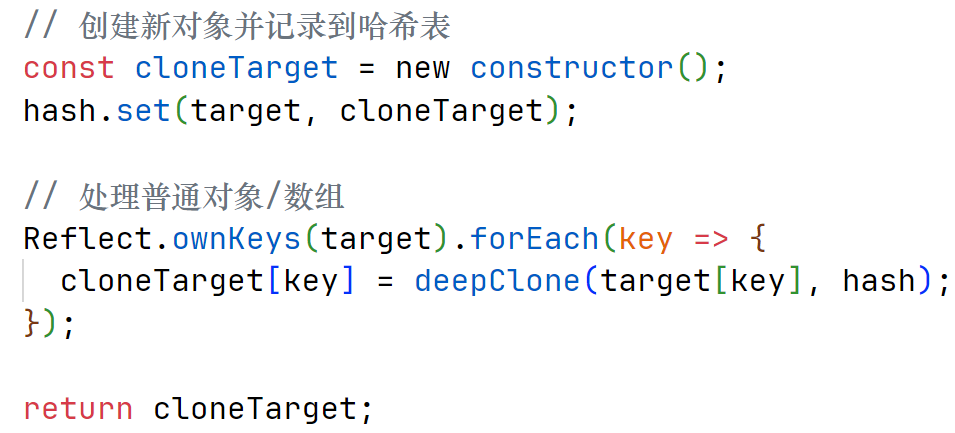 // 创建新对象并记录到哈希表
const cloneTarget = new constructor();
hash.set(target, cloneTarget);

// 处理普通对象/数组
Reflect.ownKeys(target).forEach(key => {
  cloneTarget[key] = deepClone(target[key], hash);
});

return cloneTarget;